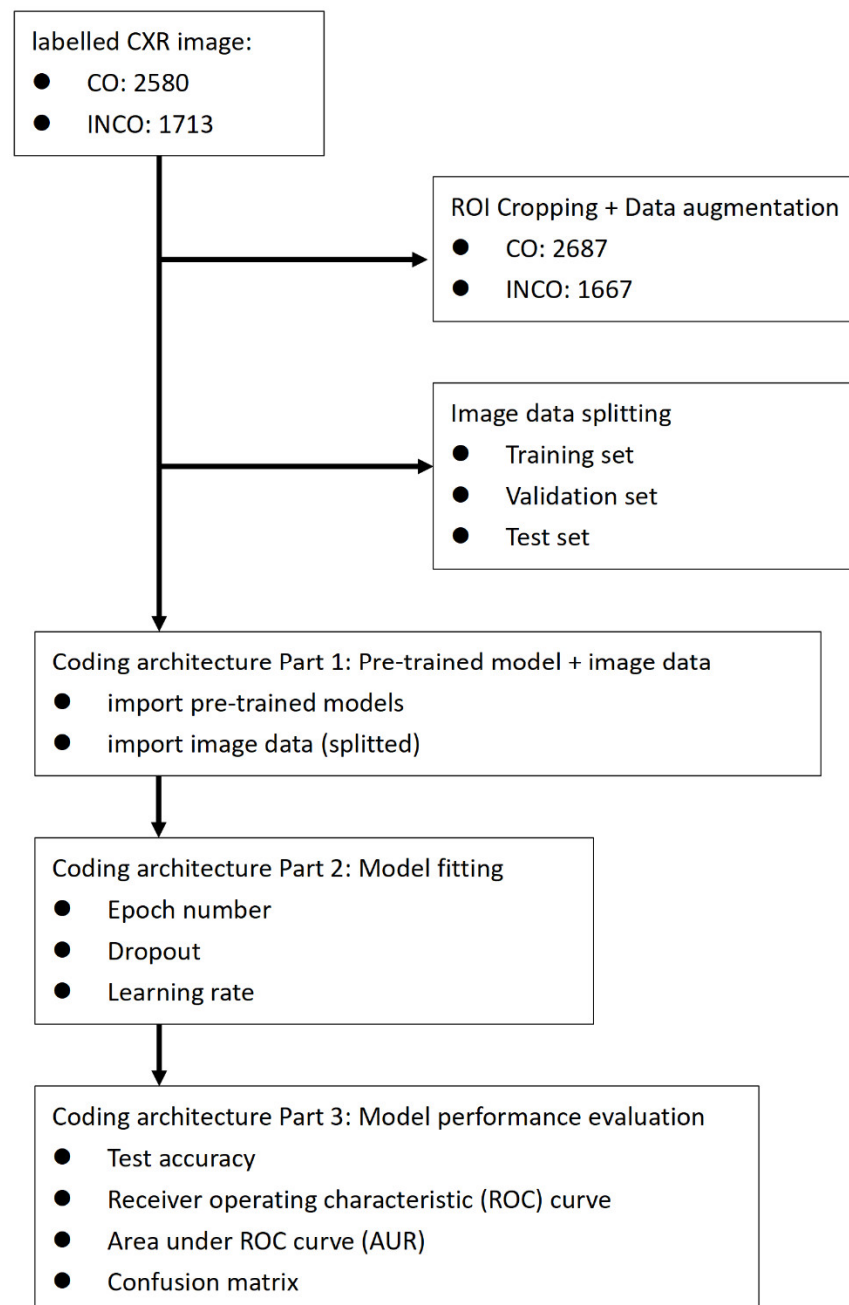 labelled CXR image:
● CO: 2580
● INCO: 1713
ROI Cropping + Data augmentation
● CO: 2687
● INCO: 1667
Image data splitting
● Training set
● Validation set
● Test set
Coding architecture Part 1: Pre-trained model + image data
● import pre-trained models
● import image data (splitted)
Coding architecture Part 2: Model fitting
● Epoch number
● Dropout
● Learning rate
Coding architecture Part 3: Model performance evaluation
● Test accuracy
● Receiver operating characteristic (ROC) curve
● Area under ROC curve (AUR)
● Confusion matrix